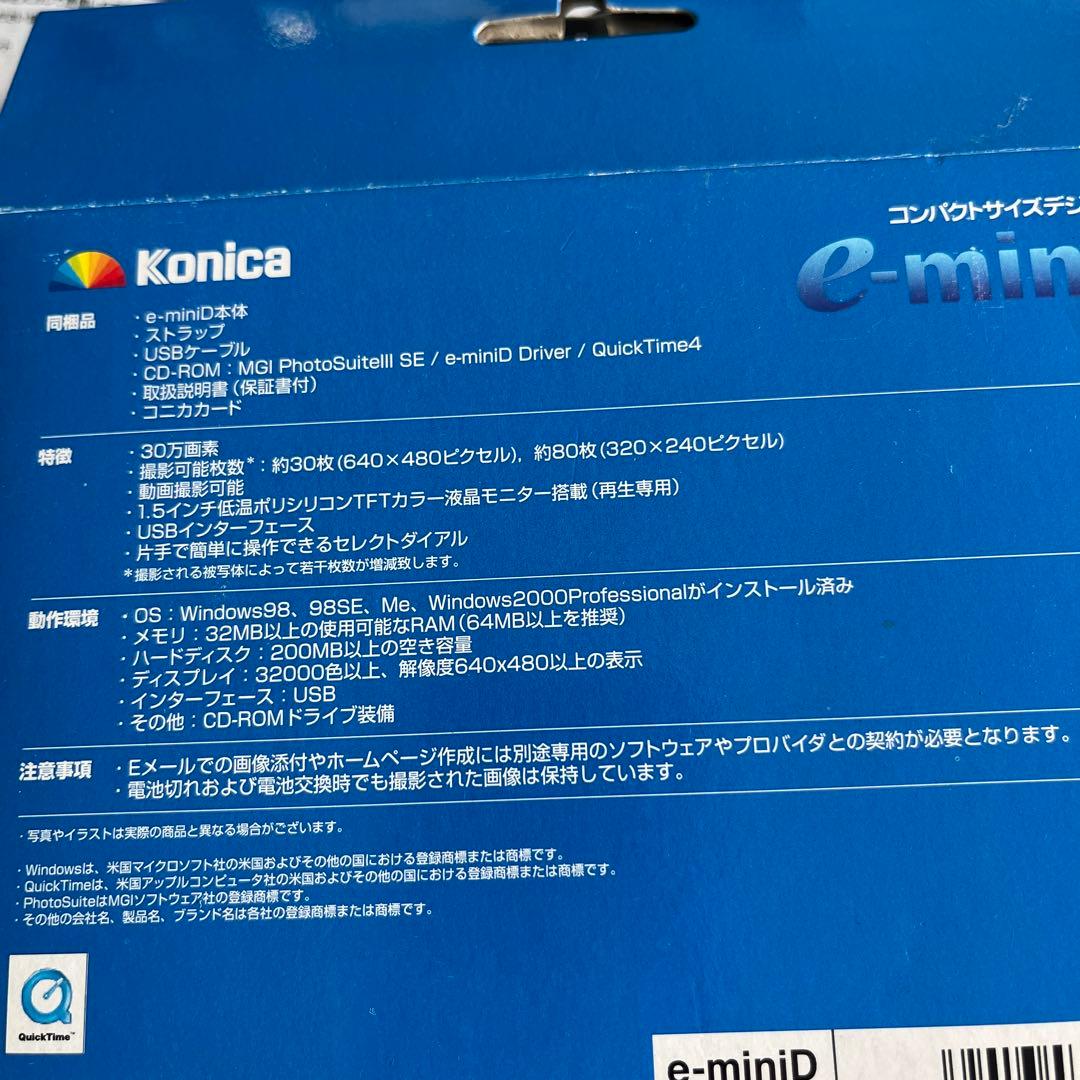 コンパクトサイズデジ
Konica
e-min
同梱品
・e-miniD本体
・ストラップ
・USBケーブル
・CD-ROM：MGI PhotoSuiteIII SE / e-miniD Driver / QuickTime4
・取扱説明書（保証書付）
・コニカカード
特徴
・30万画素
・撮影可能枚数*：約30枚（640×480ピクセル），約80枚（320×240ピクセル）
・動画撮影可能
・1.5インチ低温ポリシリコンTFTカラー液晶モニター搭載（再生専用）
・USBインターフェース
・片手で簡単に操作できるセレクトダイアル
*撮影される被写体によって若干枚数が増減致します。
動作環境
・OS：Windows98、98SE、Me、Windows2000Professionalがインストール済み
・メモリ：32MB以上の使用可能なRAM（64MB以上を推奨）
・ハードディスク：200MB以上の空き容量
・ディスプレイ：32000色以上、解像度640x480以上の表示
・インターフェース：USB
・その他：CD-ROMドライブ装備
注意事項
・Eメールでの画像添付やホームページ作成には別途専用のソフトウェアやプロバイダとの契約が必要となります。
・電池切れおよび電池交換時でも撮影された画像は保持しています。
・写真やイラストは実際の商品と異なる場合がございます。
・Windowsは、米国マイクロソフト社の米国およびその他の国における登録商標または商標です。
・QuickTimeは、米国アップルコンピュータ社の米国およびその他の国における登録商標または商標です。
・PhotoSuiteはMGIソフトウェア社の登録商標です。
・その他の会社名、製品名、ブランド名は各社の登録商標または商標です。
QuickTime™
e-miniD